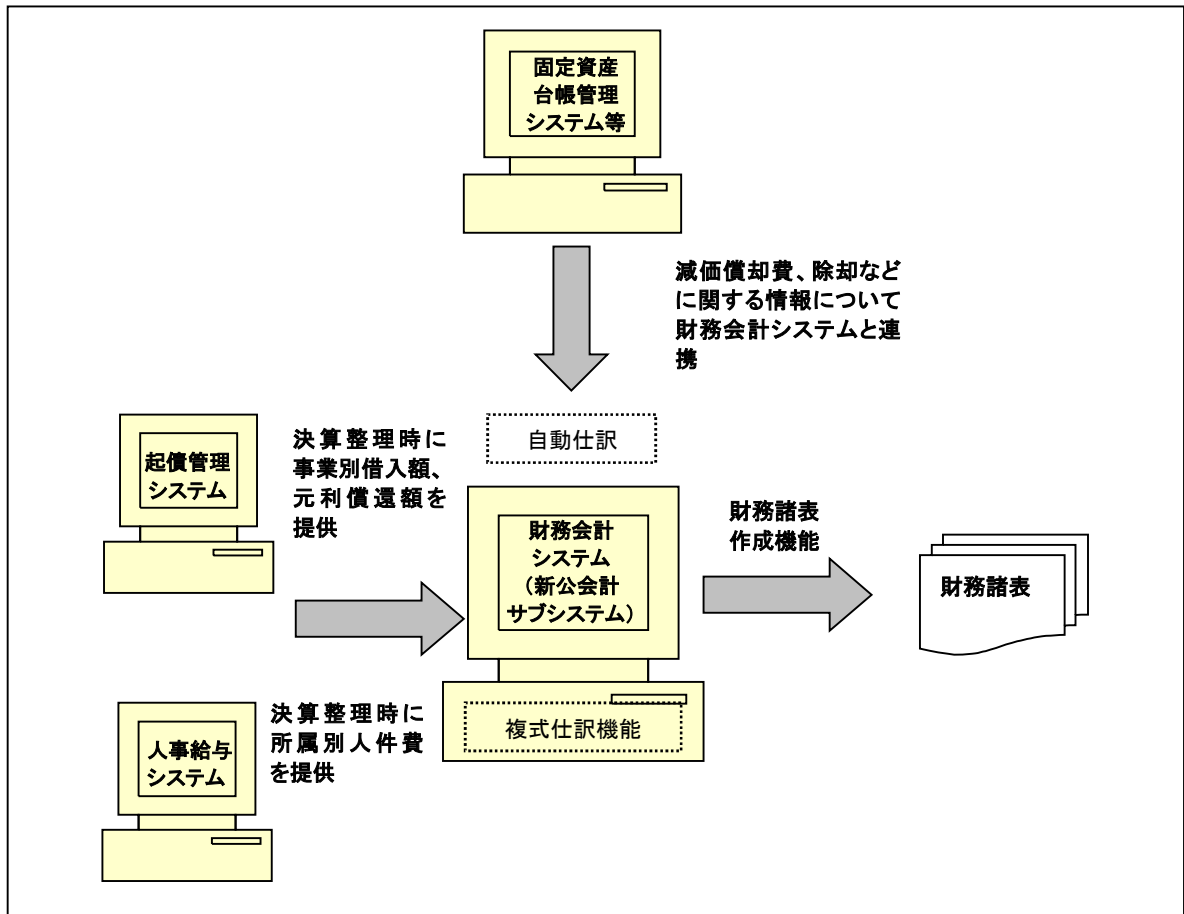 固定資産
台帳管理
システム等
減価償却費、除却など
に関する情報について
財務会計システムと連
携
自動仕訳
起債管理
システム
決算整理時に
事業別借入額、
元利償還額を
提供
財務会計
システム
（新公会計
サブシステム）
複式仕訳機能
財務諸表
作成機能
財務諸表
人事給与
システム
決算整理時に
所属別人件費
を提供